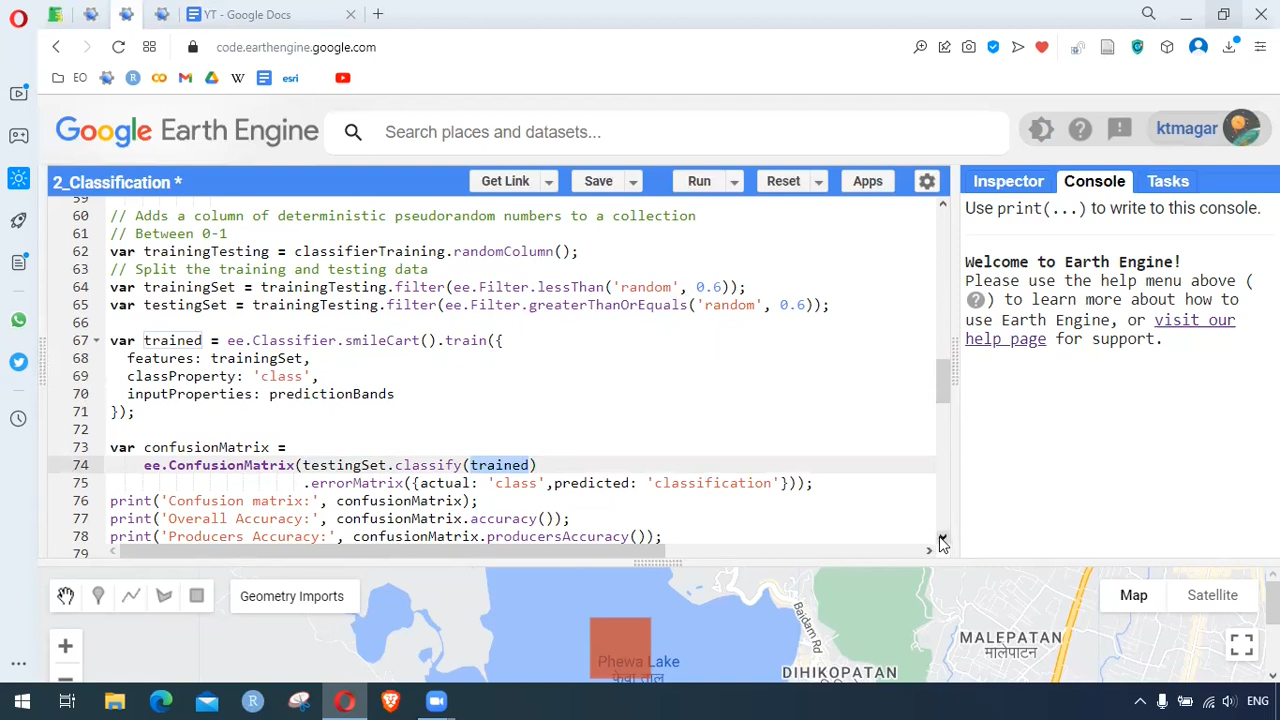 YT - Google Docs
code.earthengine.google.com
EO
esri
Google Earth Engine
Search places and datasets...
ktmagar
2_Classification *
Get Link
Save
Run
Reset
Apps
Inspector
Console
Tasks
59
60 // Adds a column of deterministic pseudorandom numbers to a collection
61 // Between 0-1
62 var trainingTesting = classifierTraining.randomColumn();
63 // Split the training and testing data
64 var trainingSet = trainingTesting.filter(ee.Filter.lessThan('random', 0.6));
65 var testingSet = trainingTesting.filter(ee.Filter.greaterThanOrEquals('random', 0.6));
66
67 var trained = ee.Classifier.smileCart().train({
68 features: trainingSet,
69 classProperty: 'class',
70 inputProperties: predictionBands
71 });
72
73 var confusionMatrix =
74 ee.ConfusionMatrix(testingSet.classify(trained)
75 .errorMatrix({actual: 'class',predicted: 'classification'}));
76 print('Confusion matrix:', confusionMatrix);
77 print('Overall Accuracy:', confusionMatrix.accuracy());
78 print('Producers Accuracy:', confusionMatrix.producersAccuracy());
79
Use print(...) to write to this console.
Welcome to Earth Engine!
Please use the help menu above (
?) to learn more about how to
use Earth Engine, or visit our
help page for support.
Geometry Imports
Map
Satellite
Baidam Rd
MALEPATAN
मालेपाटन
Phewa Lake
फेवा ताल
DIHIKOPATAN
ENG